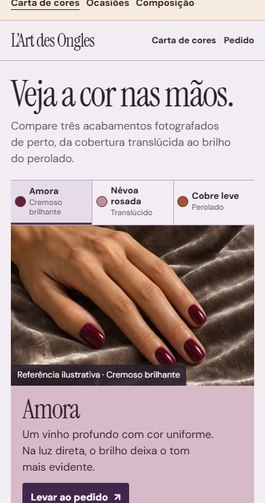 Carta de cores Ocasiões Composição
L'Art des Ongles
Carta de cores Pedido
Veja a cor nas mãos.
Compare três acabamentos fotografados
de perto, da cobertura translúcida ao brilho
do perolado.
Amora
Cremoso
brilhante
Névoa
rosada
Translúcido
Cobre leve
Perolado
Referência ilustrativa · Cremoso brilhante
Amora
Um vinho profundo com cor uniforme.
Na luz direta, o brilho deixa o tom
mais evidente.
Levar ao pedido ↗